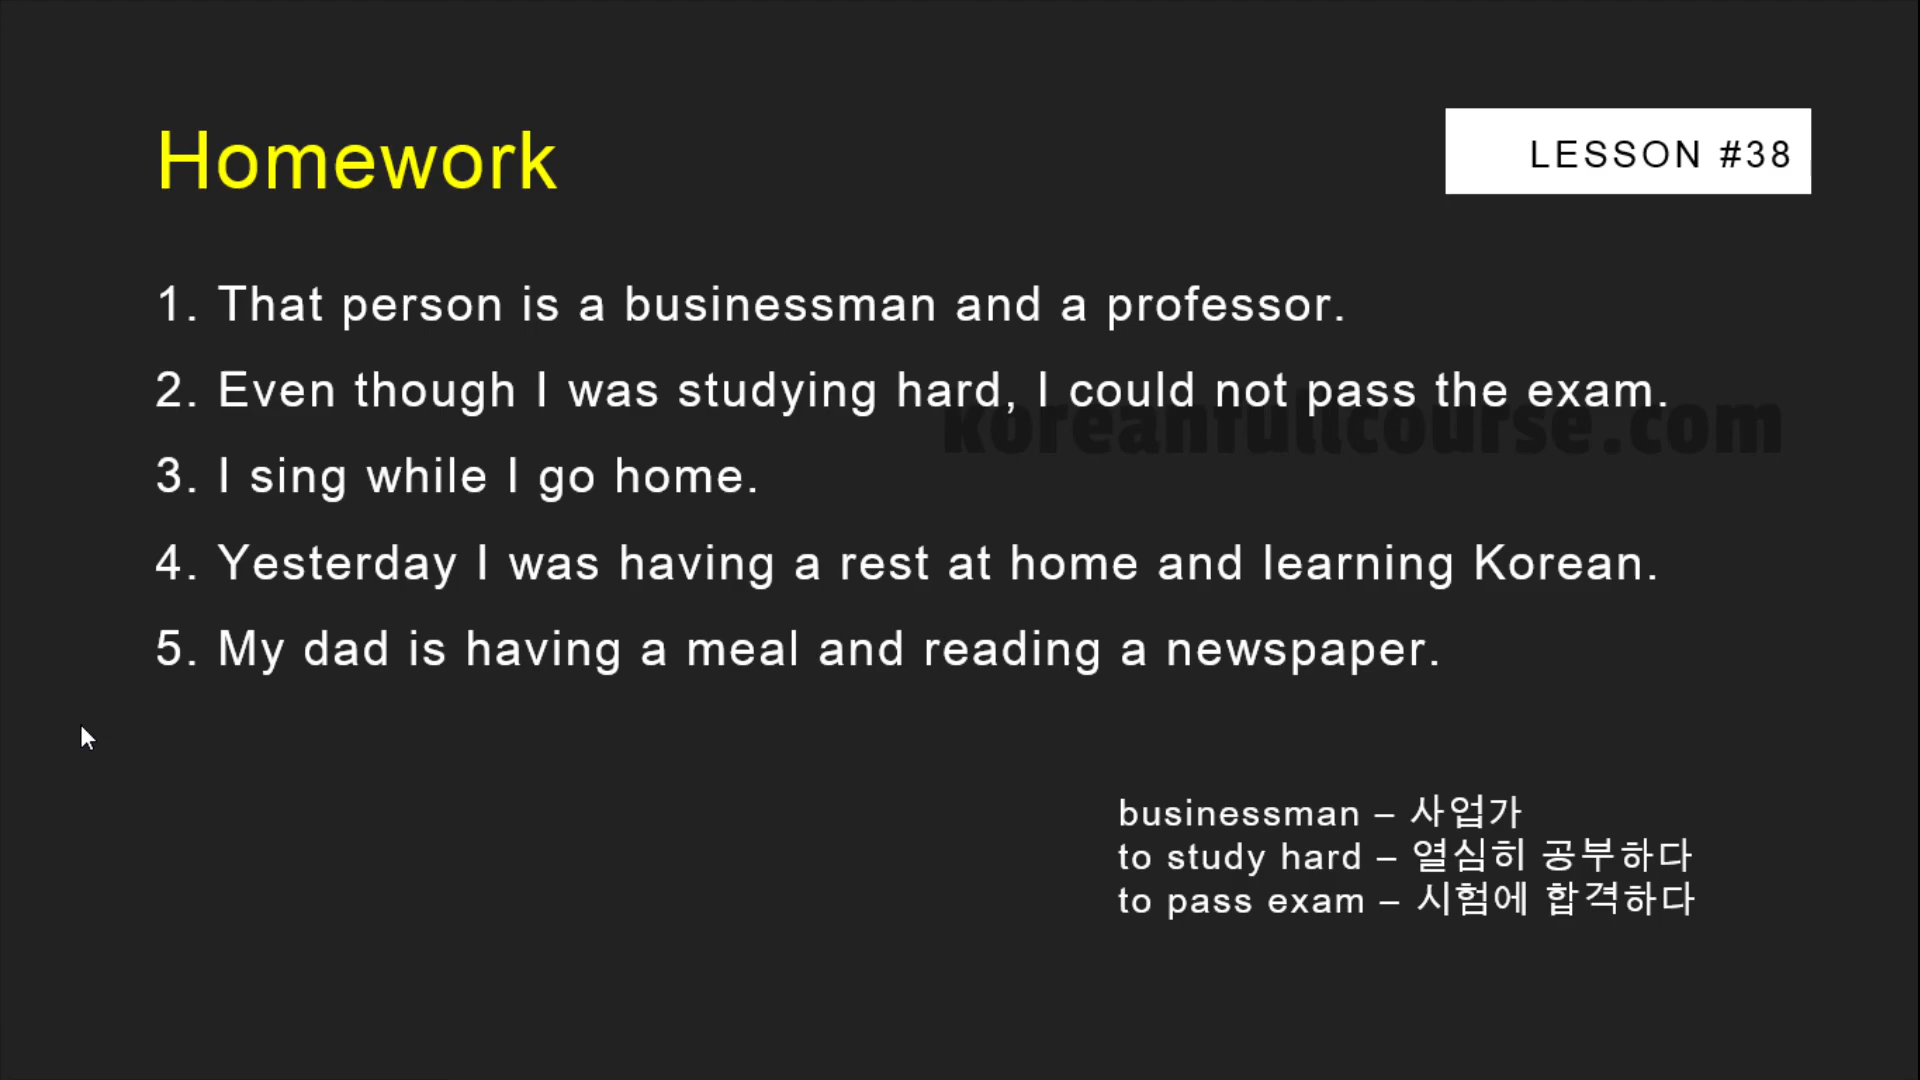 Homework
LESSON #38
1. That person is a businessman and a professor.
2. Even though I was studying hard, I could not pass the exam.
koreanfullcourse.com
3. I sing while I go home.
4. Yesterday I was having a rest at home and learning Korean.
5. My dad is having a meal and reading a newspaper.
businessman – 사업가
to study hard – 열심히 공부하다
to pass exam – 시험에 합격하다